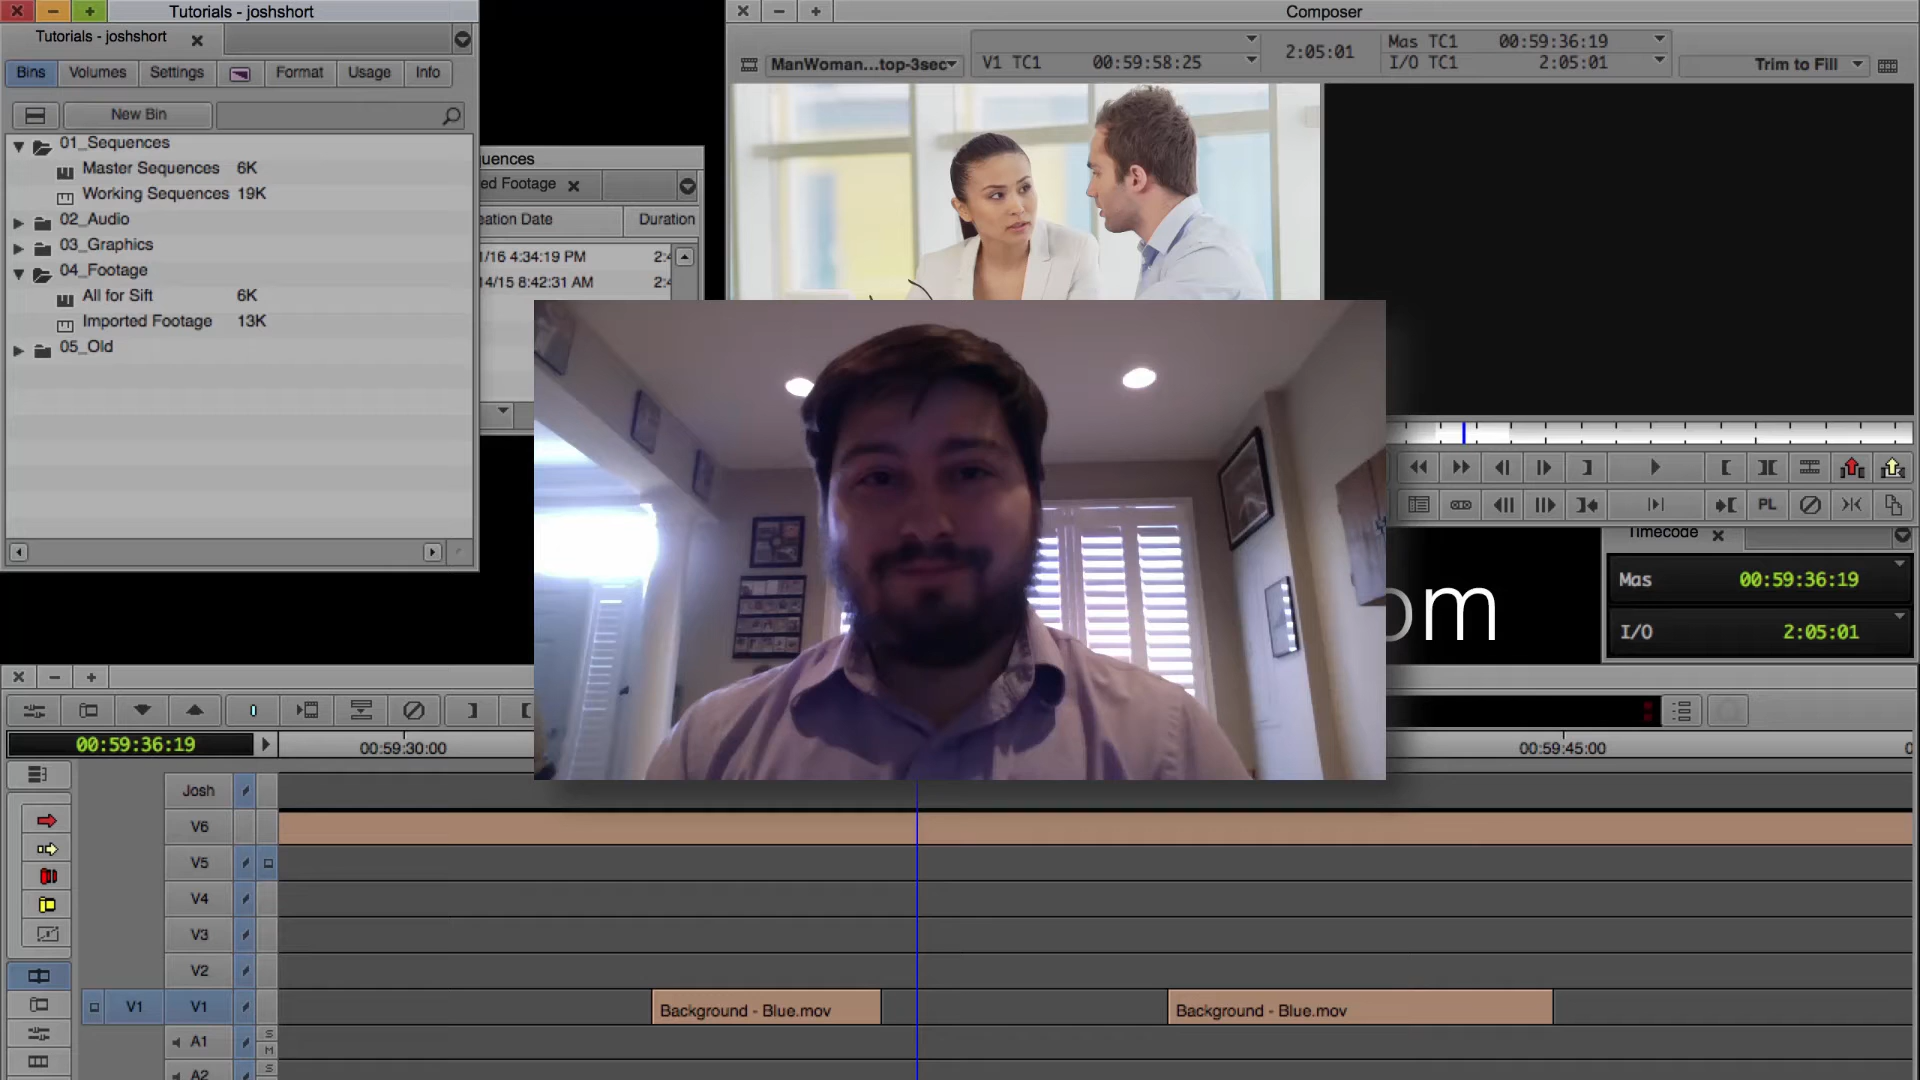 Tutorials - joshshort
Tutorials - joshshort
Bins Volumes Settings Format Usage Info
New Bin
01_Sequences
Master Sequences 6K
Working Sequences 19K
02_Audio
03_Graphics
04_Footage
All for Sift 6K
Imported Footage 13K
05_Old
uences
ed Footage
eation Date Duration
1/16 4:34:19 PM 2:4
14/15 8:42:31 AM 2:4
Composer
ManWoman...top-3sec
V1 TC1 00:59:58:25
2:05:01
Mas TC1 00:59:36:19
I/O TC1 2:05:01
Trim to Fill
PL
om
Timecode
Mas 00:59:36:19
I/O 2:05:01
00:59:36:19
00:59:30:00
00:59:45:00
0
Josh
V6
V5
V4
V3
V2
V1 V1
Background - Blue.mov
Background - Blue.mov
A1
S
M
A2
S